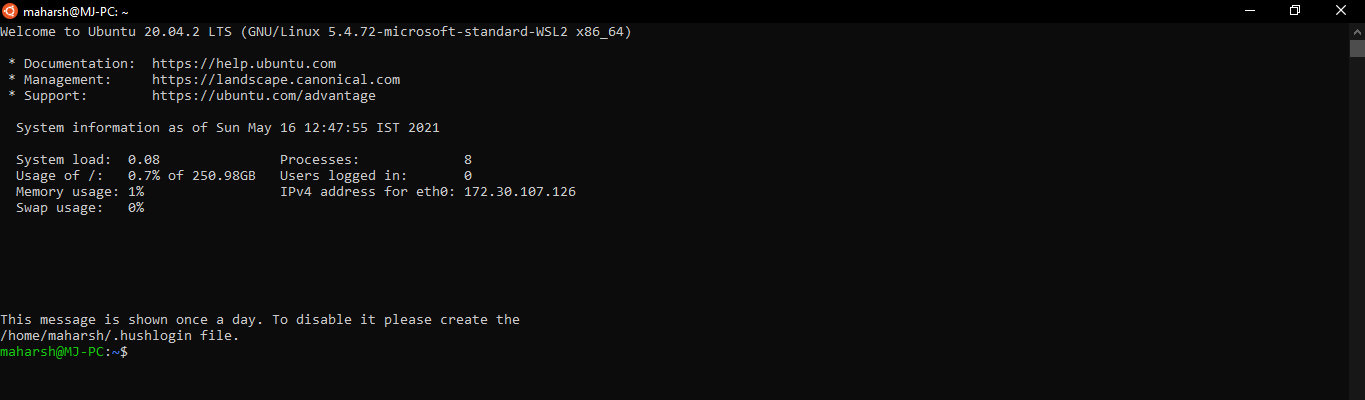 maharsh@MJ-PC: ~
Welcome to Ubuntu 20.04.2 LTS (GNU/Linux 5.4.72-microsoft-standard-WSL2 x86_64)
* Documentation:  https://help.ubuntu.com
* Management:     https://landscape.canonical.com
* Support:        https://ubuntu.com/advantage
System information as of Sun May 16 12:47:55 IST 2021
System load:  0.08               Processes:             8
Usage of /:   0.7% of 250.98GB   Users logged in:       0
Memory usage: 1%                 IPv4 address for eth0: 172.30.107.126
Swap usage:   0%
This message is shown once a day. To disable it please create the
/home/maharsh/.hushlogin file.
maharsh@MJ-PC:~$